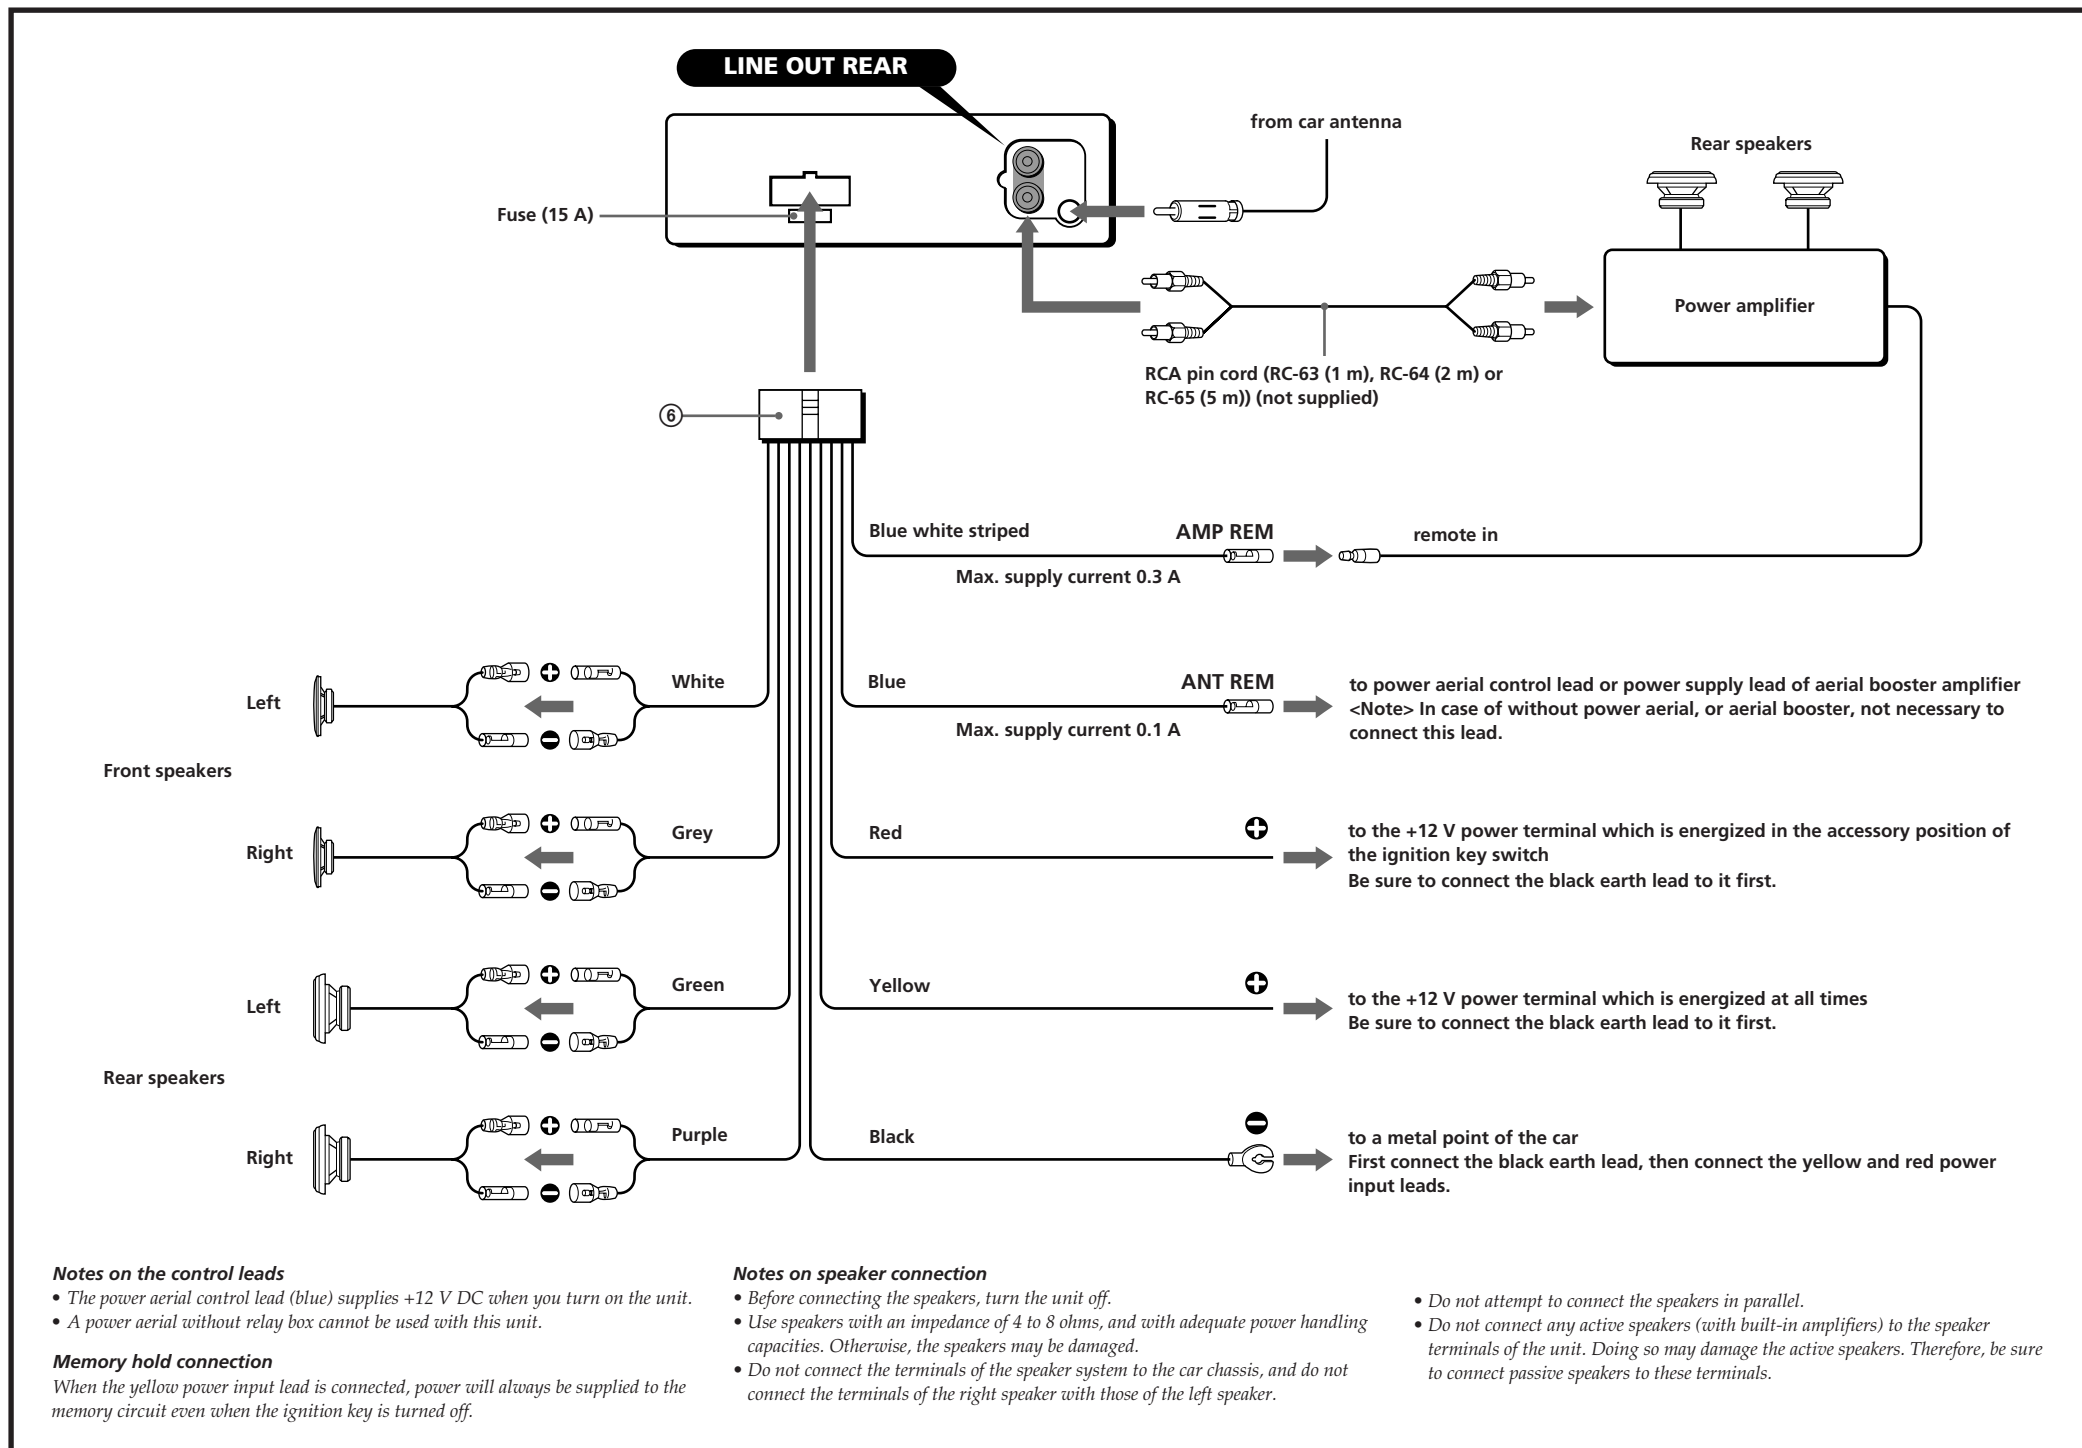 LINE OUT REAR
from car antenna
Rear speakers
Fuse (15 A)
Power amplifier
RCA pin cord (RC-63 (1 m), RC-64 (2 m) or
RC-65 (5 m)) (not supplied)
6
Blue white striped
AMP REM
remote in
Max. supply current 0.3 A
Left
White
Blue
ANT REM
to power aerial control lead or power supply lead of aerial booster amplifier
<Note> In case of without power aerial, or aerial booster, not necessary to
connect this lead.
Max. supply current 0.1 A
Front speakers
Right
Grey
Red
to the +12 V power terminal which is energized in the accessory position of
the ignition key switch
Be sure to connect the black earth lead to it first.
Left
Green
Yellow
to the +12 V power terminal which is energized at all times
Be sure to connect the black earth lead to it first.
Rear speakers
Right
Purple
Black
to a metal point of the car
First connect the black earth lead, then connect the yellow and red power
input leads.
Notes on the control leads
• The power aerial control lead (blue) supplies +12 V DC when you turn on the unit.
• A power aerial without relay box cannot be used with this unit.
Memory hold connection
When the yellow power input lead is connected, power will always be supplied to the
memory circuit even when the ignition key is turned off.
Notes on speaker connection
• Before connecting the speakers, turn the unit off.
• Use speakers with an impedance of 4 to 8 ohms, and with adequate power handling
capacities. Otherwise, the speakers may be damaged.
• Do not connect the terminals of the speaker system to the car chassis, and do not
connect the terminals of the right speaker with those of the left speaker.
• Do not attempt to connect the speakers in parallel.
• Do not connect any active speakers (with built-in amplifiers) to the speaker
terminals of the unit. Doing so may damage the active speakers. Therefore, be sure
to connect passive speakers to these terminals.